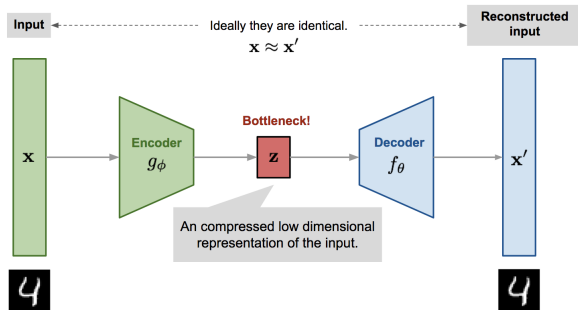 Input
Ideally they are identical.
Reconstructed
input
x ≈ x′
Bottleneck!
Encoder
Decoder
x
gϕ
z
fθ
x′
An compressed low dimensional
representation of the input.
4
4